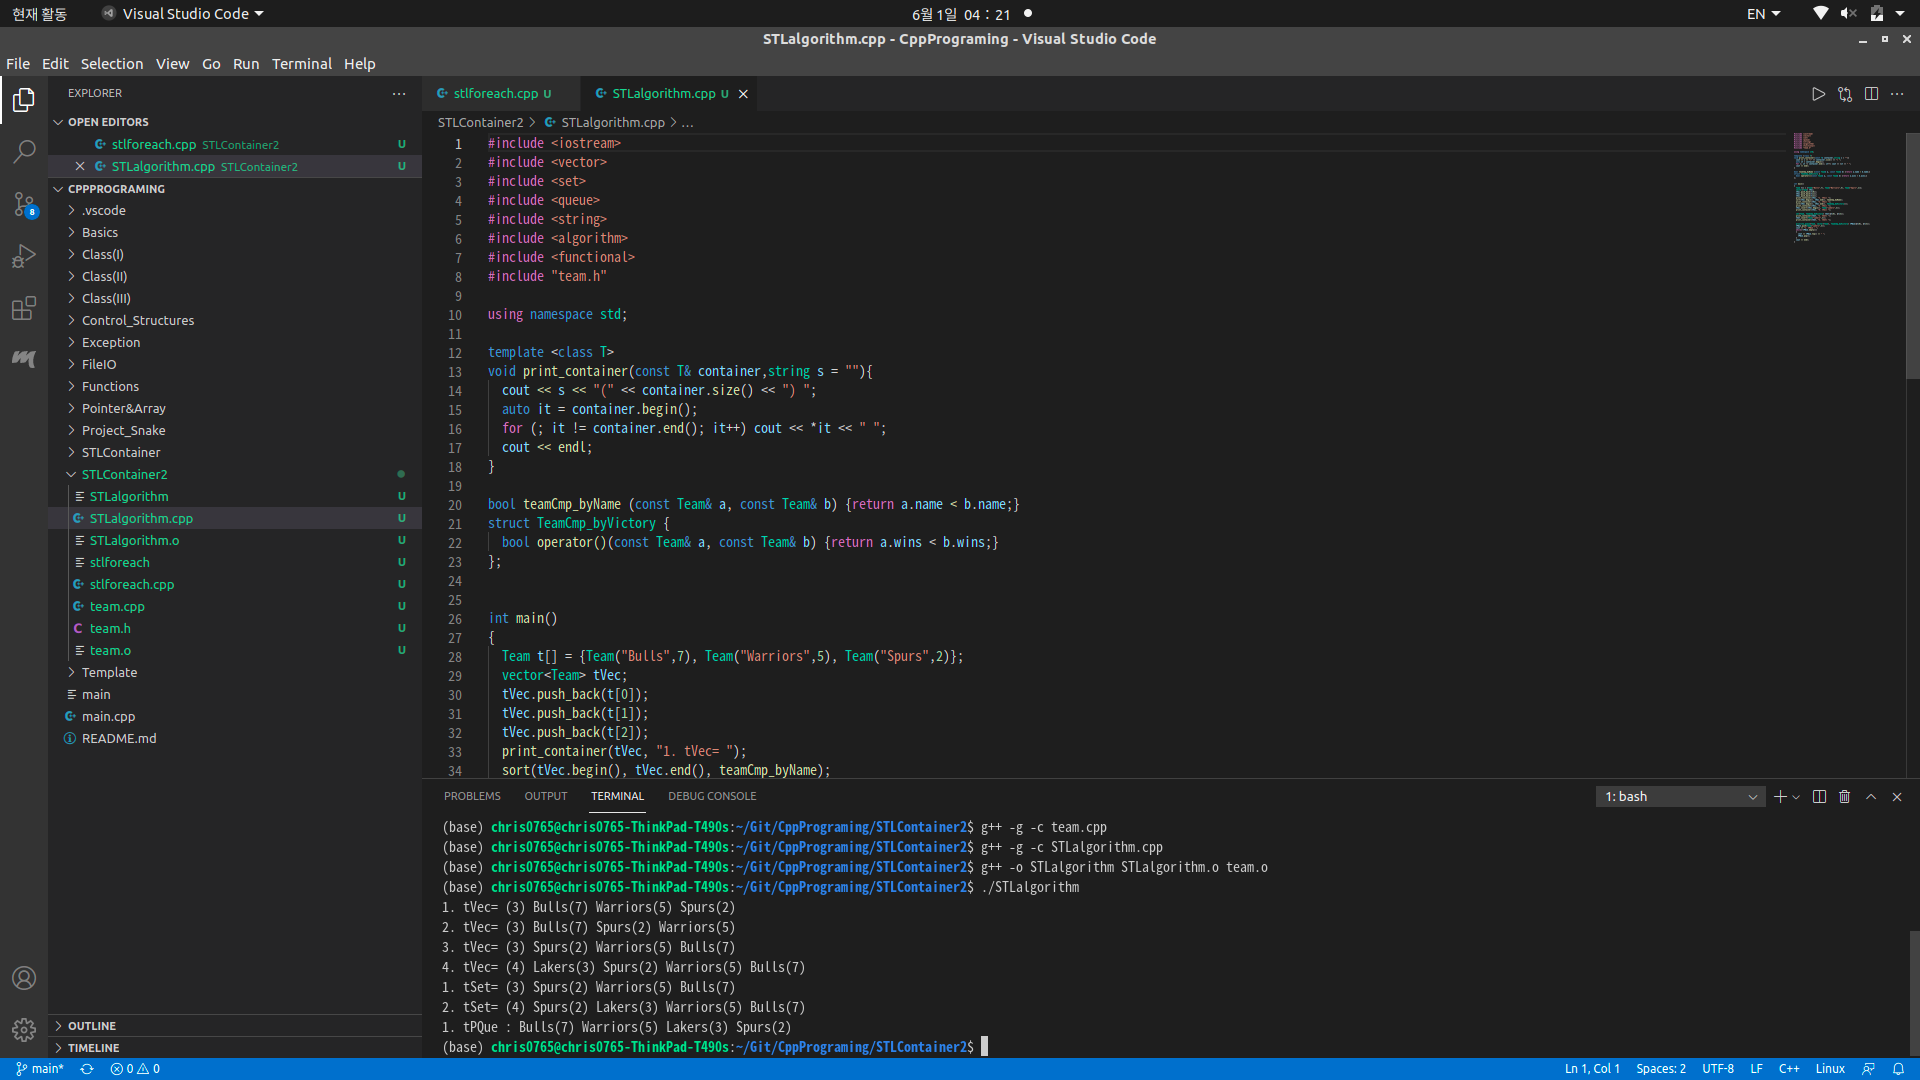 현재 활동 Visual Studio Code 6월 1일 04 : 21 EN
STLalgorithm.cpp - CppPrograming - Visual Studio Code
File Edit Selection View Go Run Terminal Help
EXPLORER
OPEN EDITORS
stlforeach.cpp STLContainer2 U
STLalgorithm.cpp STLContainer2 U
CPPPROGRAMING
.vscode
Basics
Class(I)
Class(II)
Class(III)
Control_Structures
Exception
FileIO
Functions
Pointer&Array
Project_Snake
STLContainer
STLContainer2
STLalgorithm U
STLalgorithm.cpp U
STLalgorithm.o U
stlforeach U
stlforeach.cpp U
team.cpp U
team.h U
team.o U
Template
main
main.cpp
README.md
OUTLINE
TIMELINE
8
stlforeach.cpp U STLalgorithm.cpp U
STLContainer2 > STLalgorithm.cpp > ...
1 #include <iostream>
2 #include <vector>
3 #include <set>
4 #include <queue>
5 #include <string>
6 #include <algorithm>
7 #include <functional>
8 #include "team.h"
9
10 using namespace std;
11
12 template <class T>
13 void print_container(const T& container,string s = ""){
14 cout << s << "(" << container.size() << ") ";
15 auto it = container.begin();
16 for (; it != container.end(); it++) cout << *it << " ";
17 cout << endl;
18 }
19
20 bool teamCmp_byName (const Team& a, const Team& b) {return a.name < b.name;}
21 struct TeamCmp_byVictory {
22 bool operator()(const Team& a, const Team& b) {return a.wins < b.wins;}
23 };
24
25
26 int main()
27 {
28 Team t[] = {Team("Bulls",7), Team("Warriors",5), Team("Spurs",2)};
29 vector<Team> tVec;
30 tVec.push_back(t[0]);
31 tVec.push_back(t[1]);
32 tVec.push_back(t[2]);
33 print_container(tVec, "1. tVec= ");
34 sort(tVec.begin(), tVec.end(), teamCmp_byName);
PROBLEMS OUTPUT TERMINAL DEBUG CONSOLE 1: bash
(base) chris0765@chris0765-ThinkPad-T490s:~/Git/CppPrograming/STLContainer2$ g++ -g -c team.cpp
(base) chris0765@chris0765-ThinkPad-T490s:~/Git/CppPrograming/STLContainer2$ g++ -g -c STLalgorithm.cpp
(base) chris0765@chris0765-ThinkPad-T490s:~/Git/CppPrograming/STLContainer2$ g++ -o STLalgorithm STLalgorithm.o team.o
(base) chris0765@chris0765-ThinkPad-T490s:~/Git/CppPrograming/STLContainer2$ ./STLalgorithm
1. tVec= (3) Bulls(7) Warriors(5) Spurs(2)
2. tVec= (3) Bulls(7) Spurs(2) Warriors(5)
3. tVec= (3) Spurs(2) Warriors(5) Bulls(7)
4. tVec= (4) Lakers(3) Spurs(2) Warriors(5) Bulls(7)
1. tSet= (3) Spurs(2) Warriors(5) Bulls(7)
2. tSet= (4) Spurs(2) Lakers(3) Warriors(5) Bulls(7)
1. tPQue : Bulls(7) Warriors(5) Lakers(3) Spurs(2)
(base) chris0765@chris0765-ThinkPad-T490s:~/Git/CppPrograming/STLContainer2$
main* 0 0 Ln 1, Col 1 Spaces: 2 UTF-8 LF C++ Linux